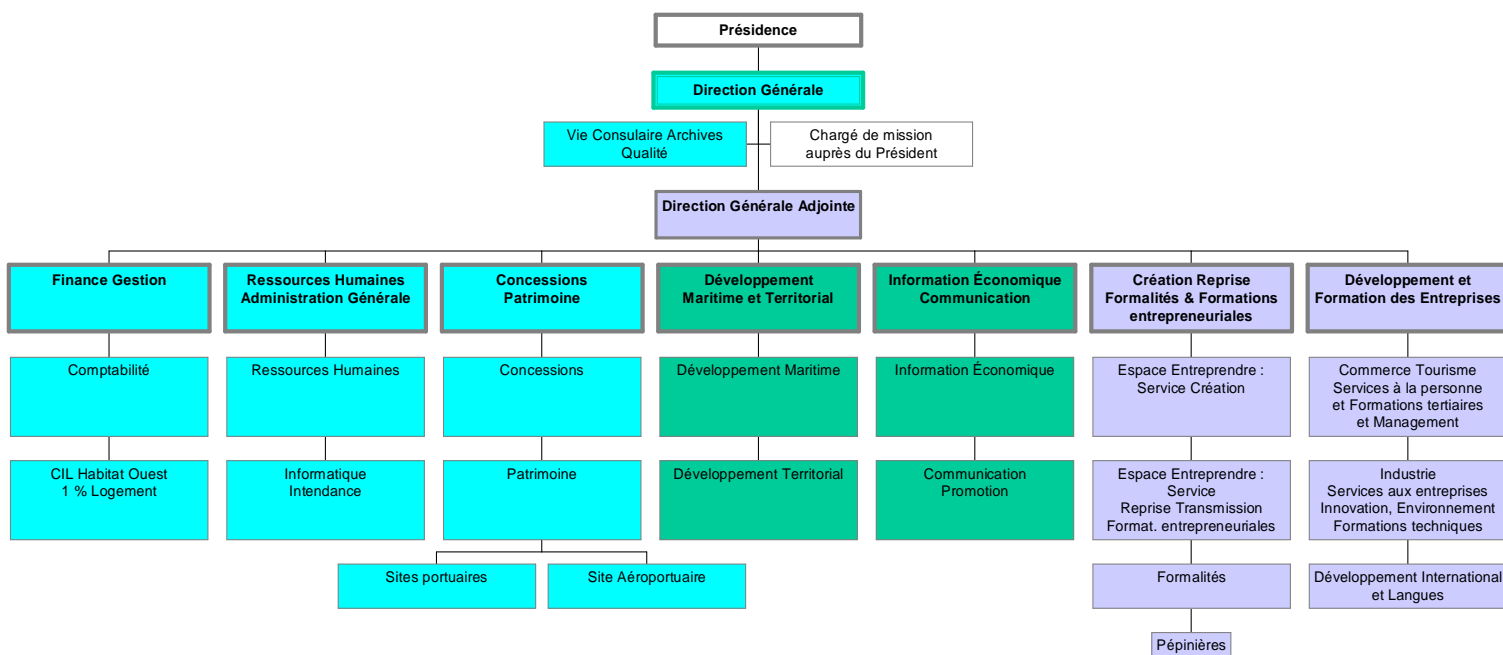 Présidence
Direction Générale
Vie Consulaire Archives
Qualité
Chargé de mission
auprès du Président
Direction Générale Adjointe
Finance Gestion
Ressources Humaines
Administration Générale
Concessions
Patrimoine
Développement
Maritime et Territorial
Information Économique
Communication
Création Reprise
Formalités & Formations
entrepreneuriales
Développement et
Formation des Entreprises
Comptabilité
Ressources Humaines
Concessions
Développement Maritime
Information Économique
Espace Entreprendre :
Service Création
Commerce Tourisme
Services à la personne
et Formations tertiaires
et Management
CIL Habitat Ouest
1 % Logement
Informatique
Intendance
Patrimoine
Développement Territorial
Communication
Promotion
Espace Entreprendre :
Service
Reprise Transmission
Format. entrepreneuriales
Industrie
Services aux entreprises
Innovation, Environnement
Formations techniques
Sites portuaires
Site Aéroportuaire
Formalités
Développement International
et Langues
Pépinières